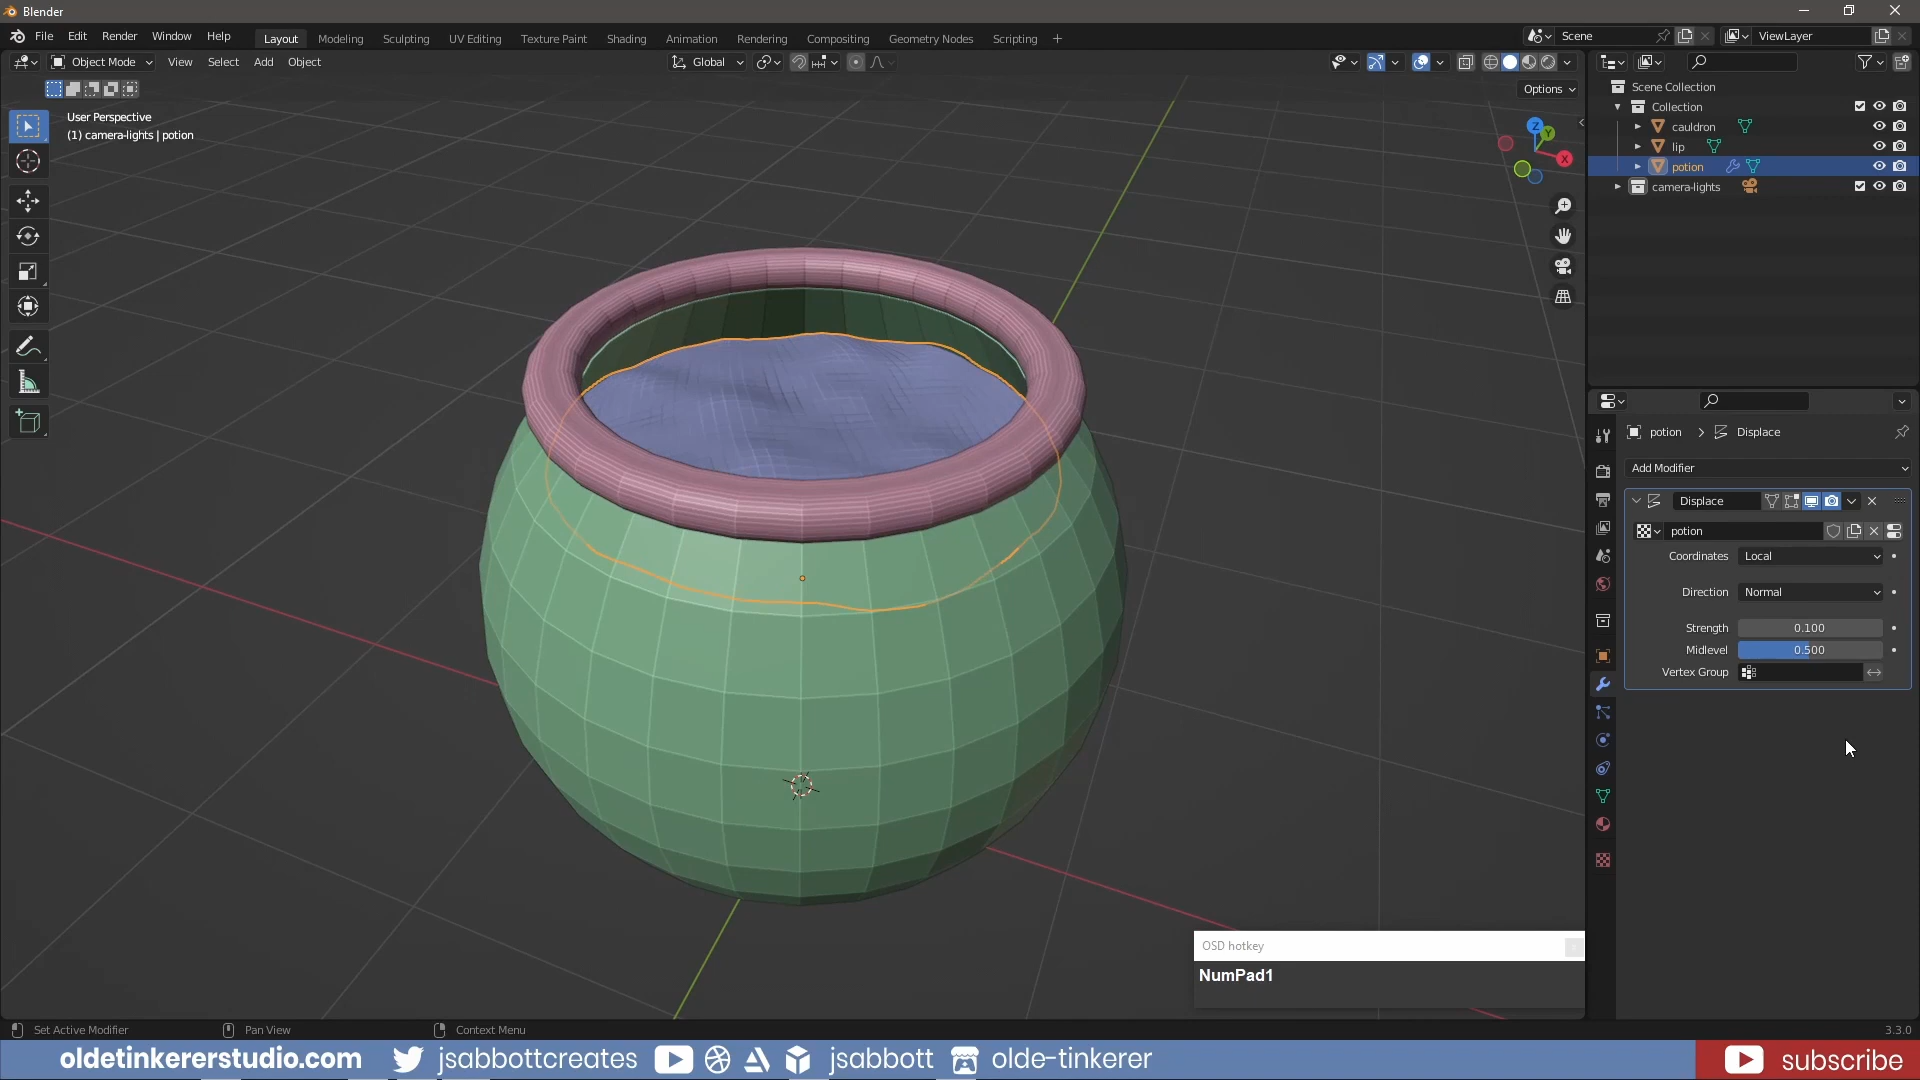 Blender
File Edit Render Window Help
Layout Modeling Sculpting UV Editing Texture Paint Shading Animation Rendering Compositing Geometry Nodes Scripting +
Scene ViewLayer
Object Mode View Select Add Object Global
Options
User Perspective
(1) camera-lights | potion
Z
Y
X
Scene Collection
Collection
cauldron
lip
potion
camera-lights
potion > Displace
Add Modifier
Displace
potion
Coordinates Local
Direction Normal
Strength 0.100
Midlevel 0.500
Vertex Group
OSD hotkey
NumPad1
Set Active Modifier Pan View Context Menu 3.3.0
oldetinkererstudio.com jsabbottcreates jsabbott olde-tinkerer subscribe